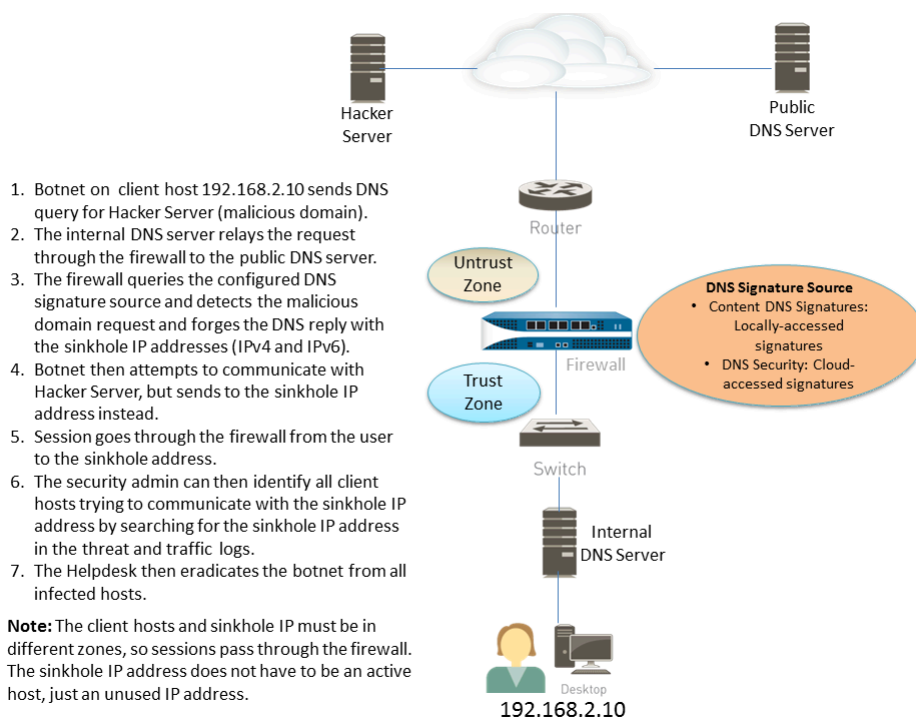 Hacker
Server
Public
DNS Server
1. Botnet on client host 192.168.2.10 sends DNS
query for Hacker Server (malicious domain).
2. The internal DNS server relays the request
through the firewall to the public DNS server.
3. The firewall queries the configured DNS
signature source and detects the malicious
domain request and forges the DNS reply with
the sinkhole IP addresses (IPv4 and IPv6).
4. Botnet then attempts to communicate with
Hacker Server, but sends to the sinkhole IP
address instead.
5. Session goes through the firewall from the user
to the sinkhole address.
6. The security admin can then identify all client
hosts trying to communicate with the sinkhole IP
address by searching for the sinkhole IP address
in the threat and traffic logs.
7. The Helpdesk then eradicates the botnet from all
infected hosts.
Note: The client hosts and sinkhole IP must be in
different zones, so sessions pass through the firewall.
The sinkhole IP address does not have to be an active
host, just an unused IP address.
Router
Untrust
Zone
Firewall
DNS Signature Source
• Content DNS Signatures:
Locally-accessed
signatures
• DNS Security: Cloud-
accessed signatures
Trust
Zone
Switch
Internal
DNS Server
Desktop
192.168.2.10